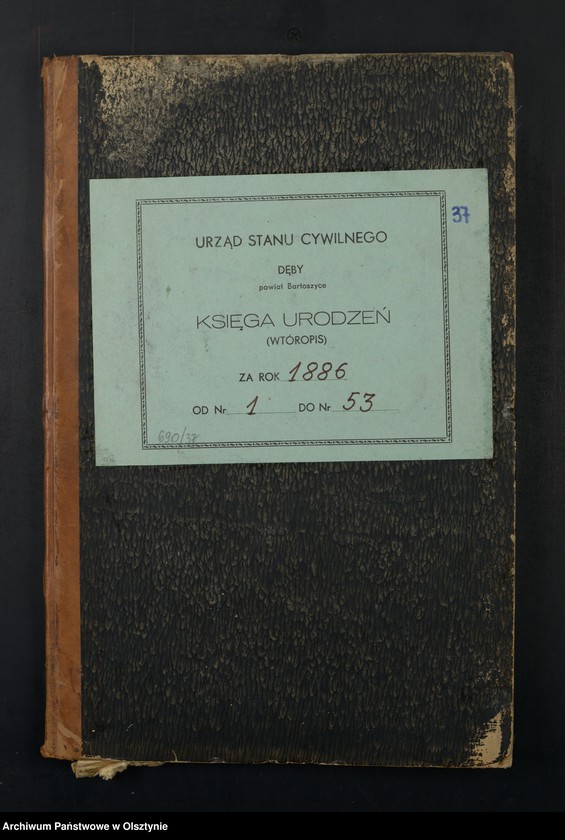 37
URZĄD STANU CYWILNEGO
DĘBY
powiat Bartoszyce
KSIĘGA URODZEŃ
(WTÓROPIS)
ZA ROK 1886
OD Nr 1 DO Nr 53
690/37
Archiwum Państwowe w Olsztynie